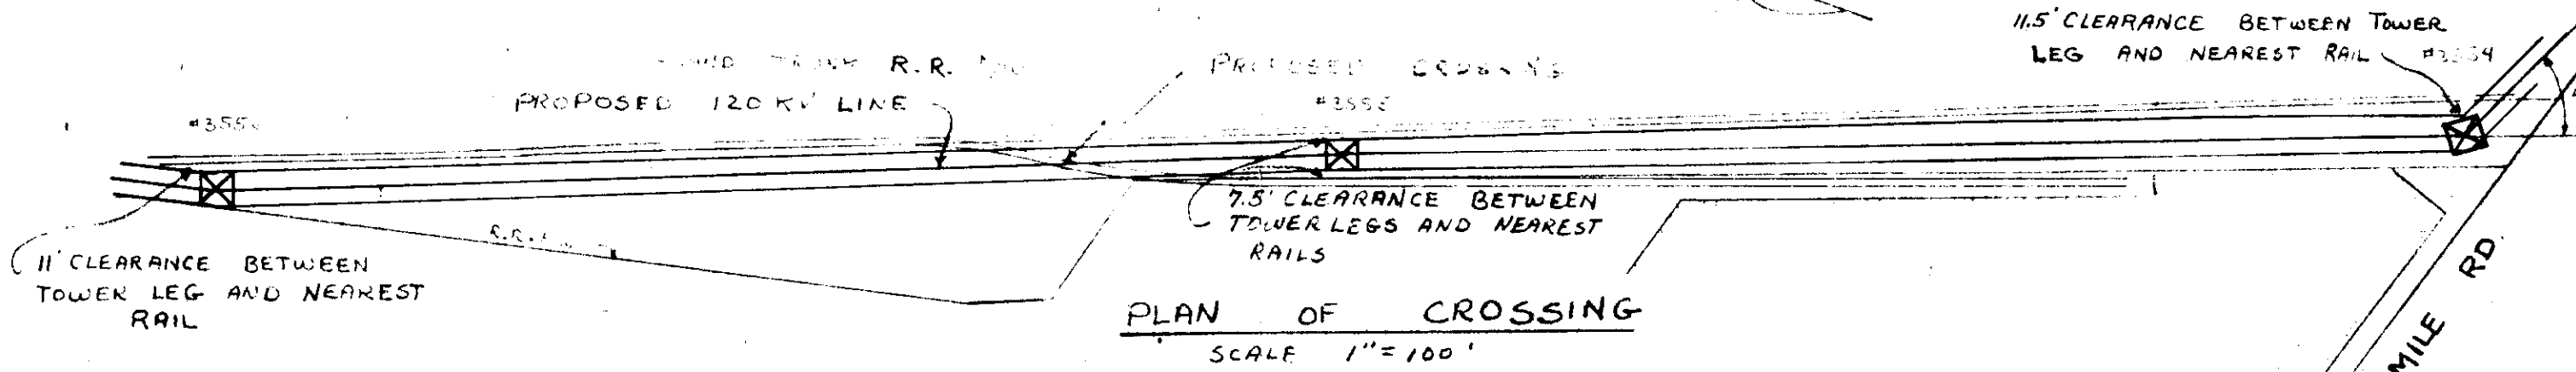 11.5' CLEARANCE BETWEEN TOWER
LEG AND NEAREST RAIL
R.R.
PROPOSED CROSSING
PROPOSED 120 KV LINE
7.5' CLEARANCE BETWEEN
TOWER LEGS AND NEAREST
RAILS
R.R.
11' CLEARANCE BETWEEN
TOWER LEG AND NEAREST
RAIL
PLAN OF CROSSING
SCALE 1"=100'
MILE RD.